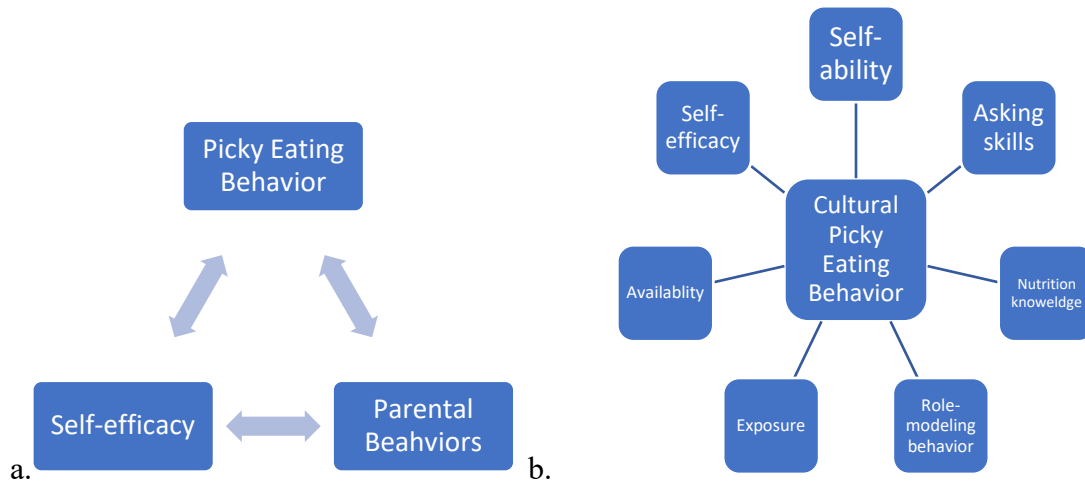 Picky Eating
Behavior
Self-efficacy
Parental
Beahviors
a.
Self-
ability
Self-
efficacy
Asking
skills
Cultural
Picky
Eating
Behavior
Availablity
Nutrition
knoweldge
Exposure
Role-
modeling
behavior
b.